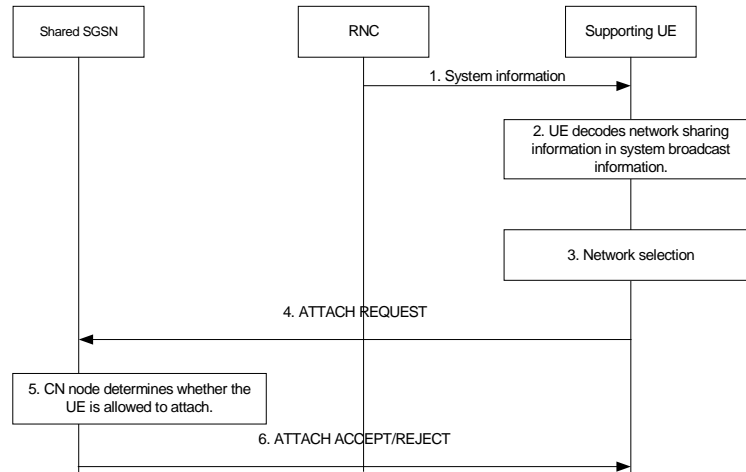 Shared SGSN
RNC
Supporting UE
1. System information
2. UE decodes network sharing
information in system broadcast
information.
3. Network selection
4. ATTACH REQUEST
5. CN node determines whether the
UE is allowed to attach.
6. ATTACH ACCEPT/REJECT